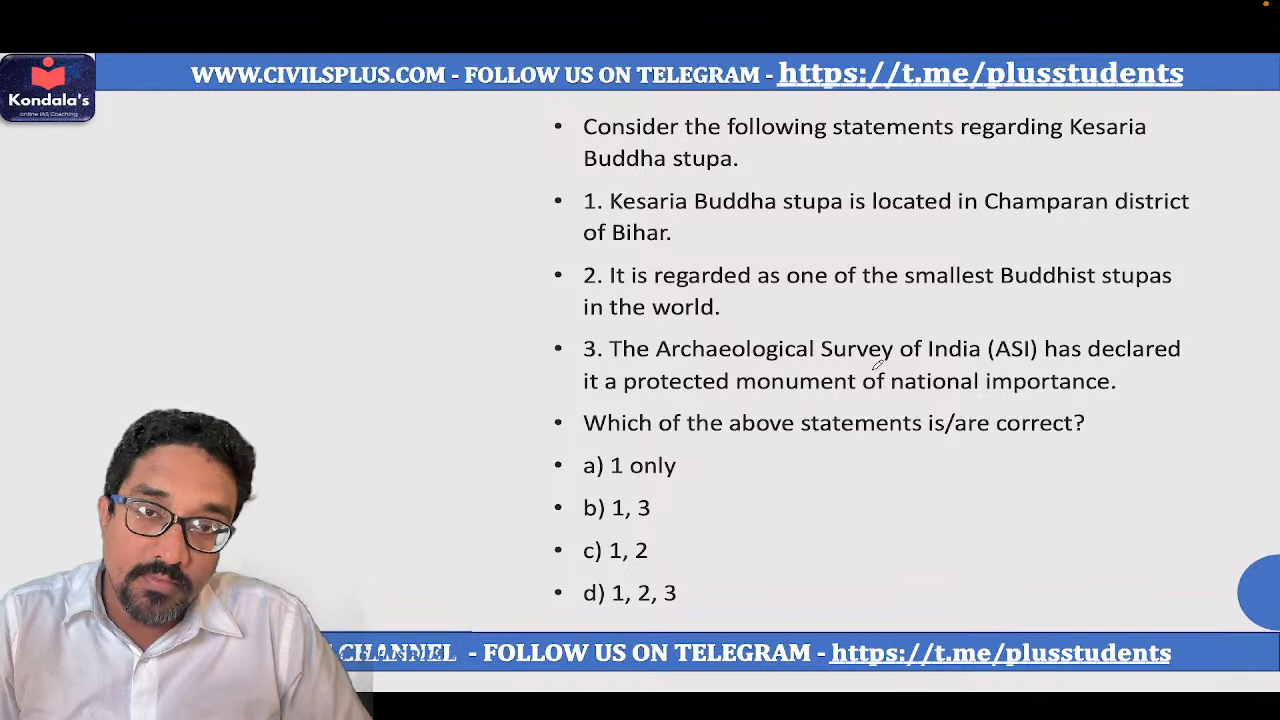 WWW.CIVILSPLUS.COM - FOLLOW US ON TELEGRAM - https://t.me/plusstudents
Kondala's
online IAS Coaching
• Consider the following statements regarding Kesaria
Buddha stupa.
• 1. Kesaria Buddha stupa is located in Champaran district
of Bihar.
• 2. It is regarded as one of the smallest Buddhist stupas
in the world.
• 3. The Archaeological Survey of India (ASI) has declared
it a protected monument of national importance.
• Which of the above statements is/are correct?
• a) 1 only
• b) 1, 3
• c) 1, 2
• d) 1, 2, 3
CHANNEL - FOLLOW US ON TELEGRAM - https://t.me/plusstudents